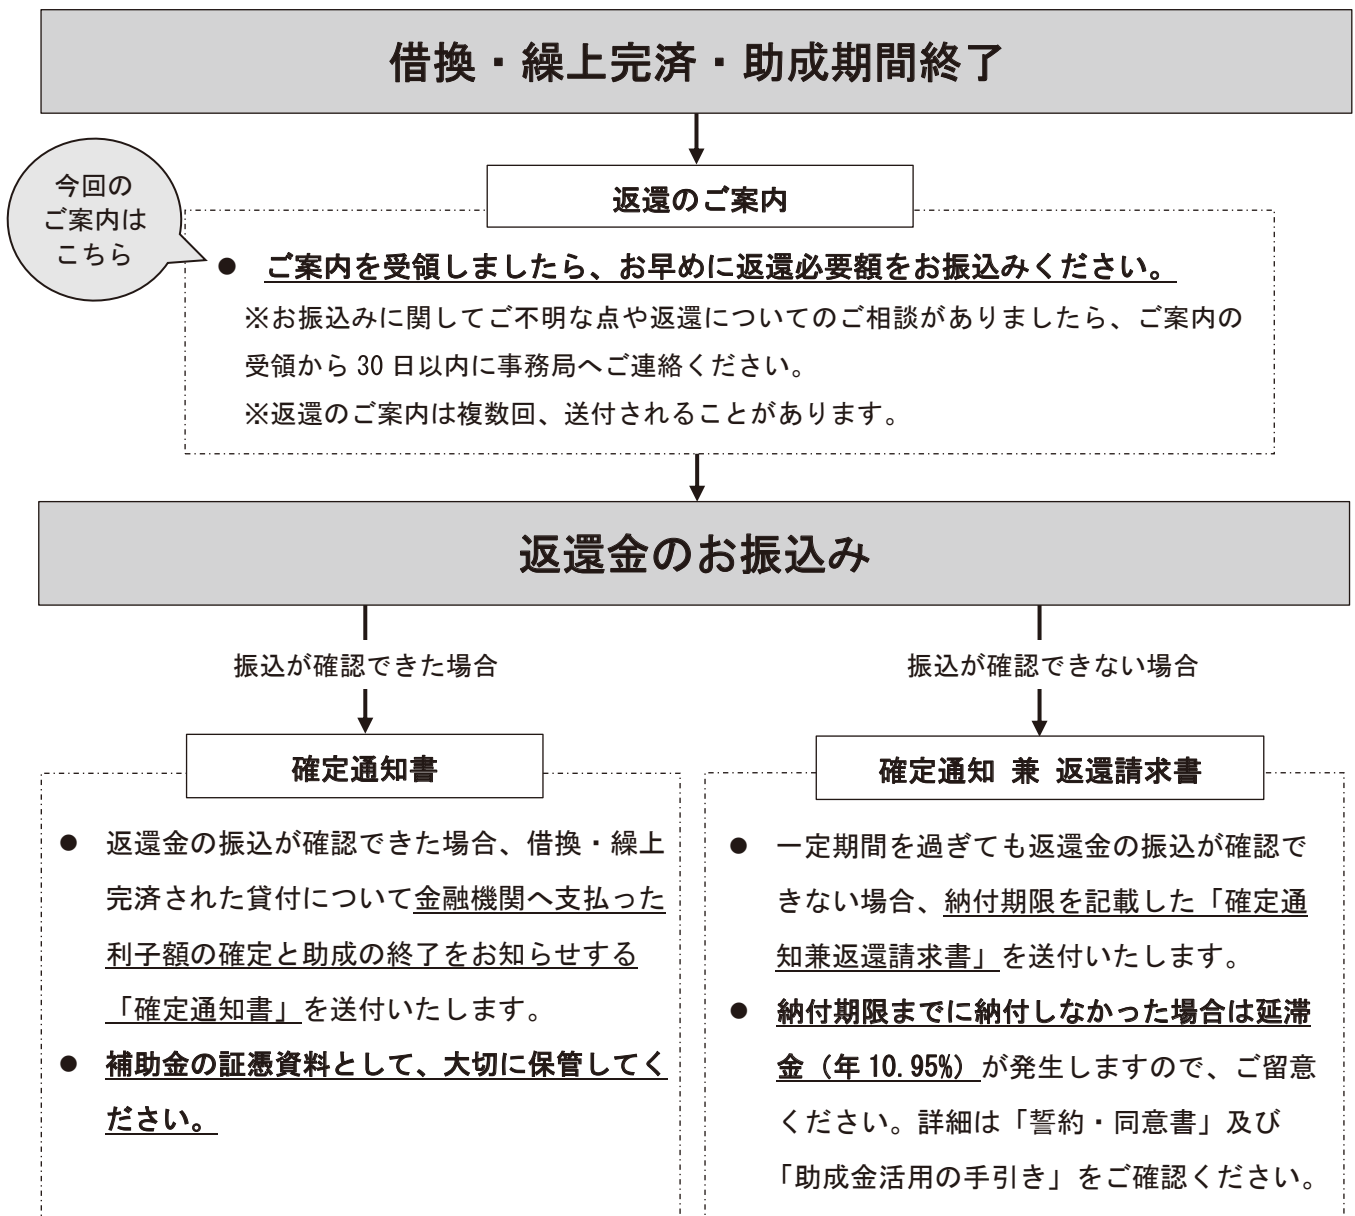 借換・繰上完済・助成期間終了
今回の
ご案内は
こちら
返還のご案内
● ご案内を受領しましたら、お早めに返還必要額をお振込みください。
※お振込みに関してご不明な点や返還についてのご相談がありましたら、ご案内の
受領から 30 日以内に事務局へご連絡ください。
※返還のご案内は複数回、送付されることがあります。
返還金のお振込み
振込が確認できた場合
確定通知書
● 返還金の振込が確認できた場合、借換・繰上
完済された貸付について金融機関へ支払った
利子額の確定と助成の終了をお知らせする
「確定通知書」を送付いたします。
● 補助金の証憑資料として、大切に保管してく
ださい。
振込が確認できない場合
確定通知 兼 返還請求書
● 一定期間を過ぎても返還金の振込が確認で
きない場合、納付期限を記載した「確定通
知兼返還請求書」を送付いたします。
● 納付期限までに納付しなかった場合は延滞
金（年 10.95%）が発生しますので、ご留意
ください。詳細は「誓約・同意書」及び
「助成金活用の手引き」をご確認ください。